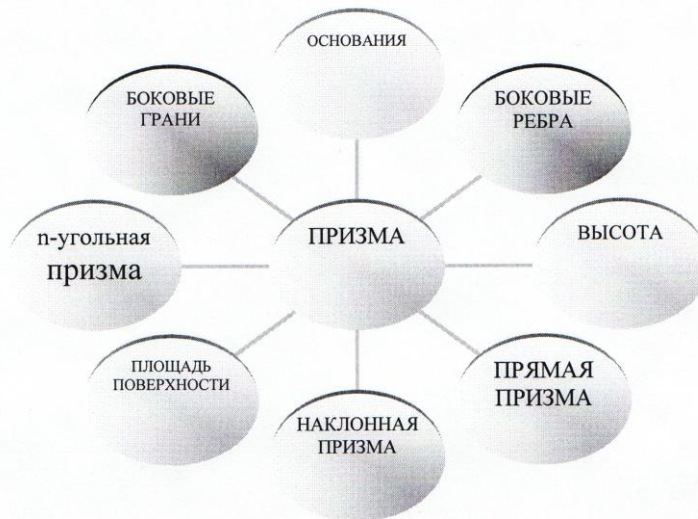 ОСНОВАНИЯ
БОКОВЫЕ
ГРАНИ
БОКОВЫЕ
РЕБРА
n-угольная
призма
ПРИЗМА
ВЫСОТА
ПЛОЩАДЬ
ПОВЕРХНОСТИ
НАКЛОННАЯ
ПРИЗМА
ПРЯМАЯ
ПРИЗМА